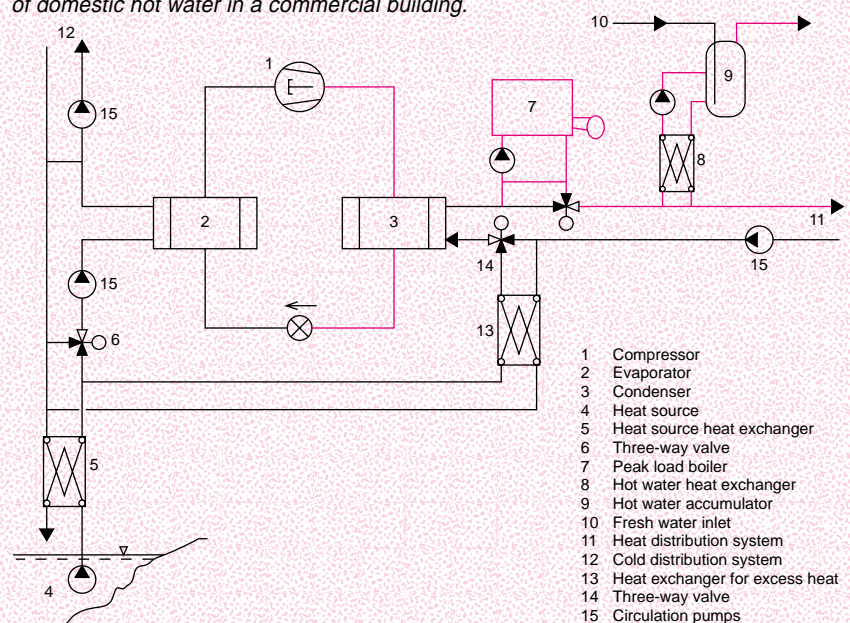 of domestic hot water in a commercial building.
12
10
1
9
15
7
8
2
3
11
14
15
15
6
13
5
4
1 Compressor
2 Evaporator
3 Condenser
4 Heat source
5 Heat source heat exchanger
6 Three-way valve
7 Peak load boiler
8 Hot water heat exchanger
9 Hot water accumulator
10 Fresh water inlet
11 Heat distribution system
12 Cold distribution system
13 Heat exchanger for excess heat
14 Three-way valve
15 Circulation pumps